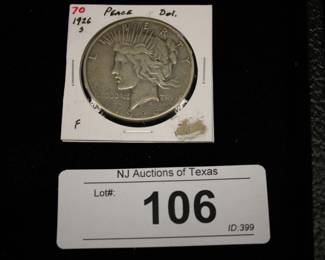 70
PEACE Dol.
1926
S
LIBERTY
F
NJ Auctions of Texas
Lot#:
106
ID:399